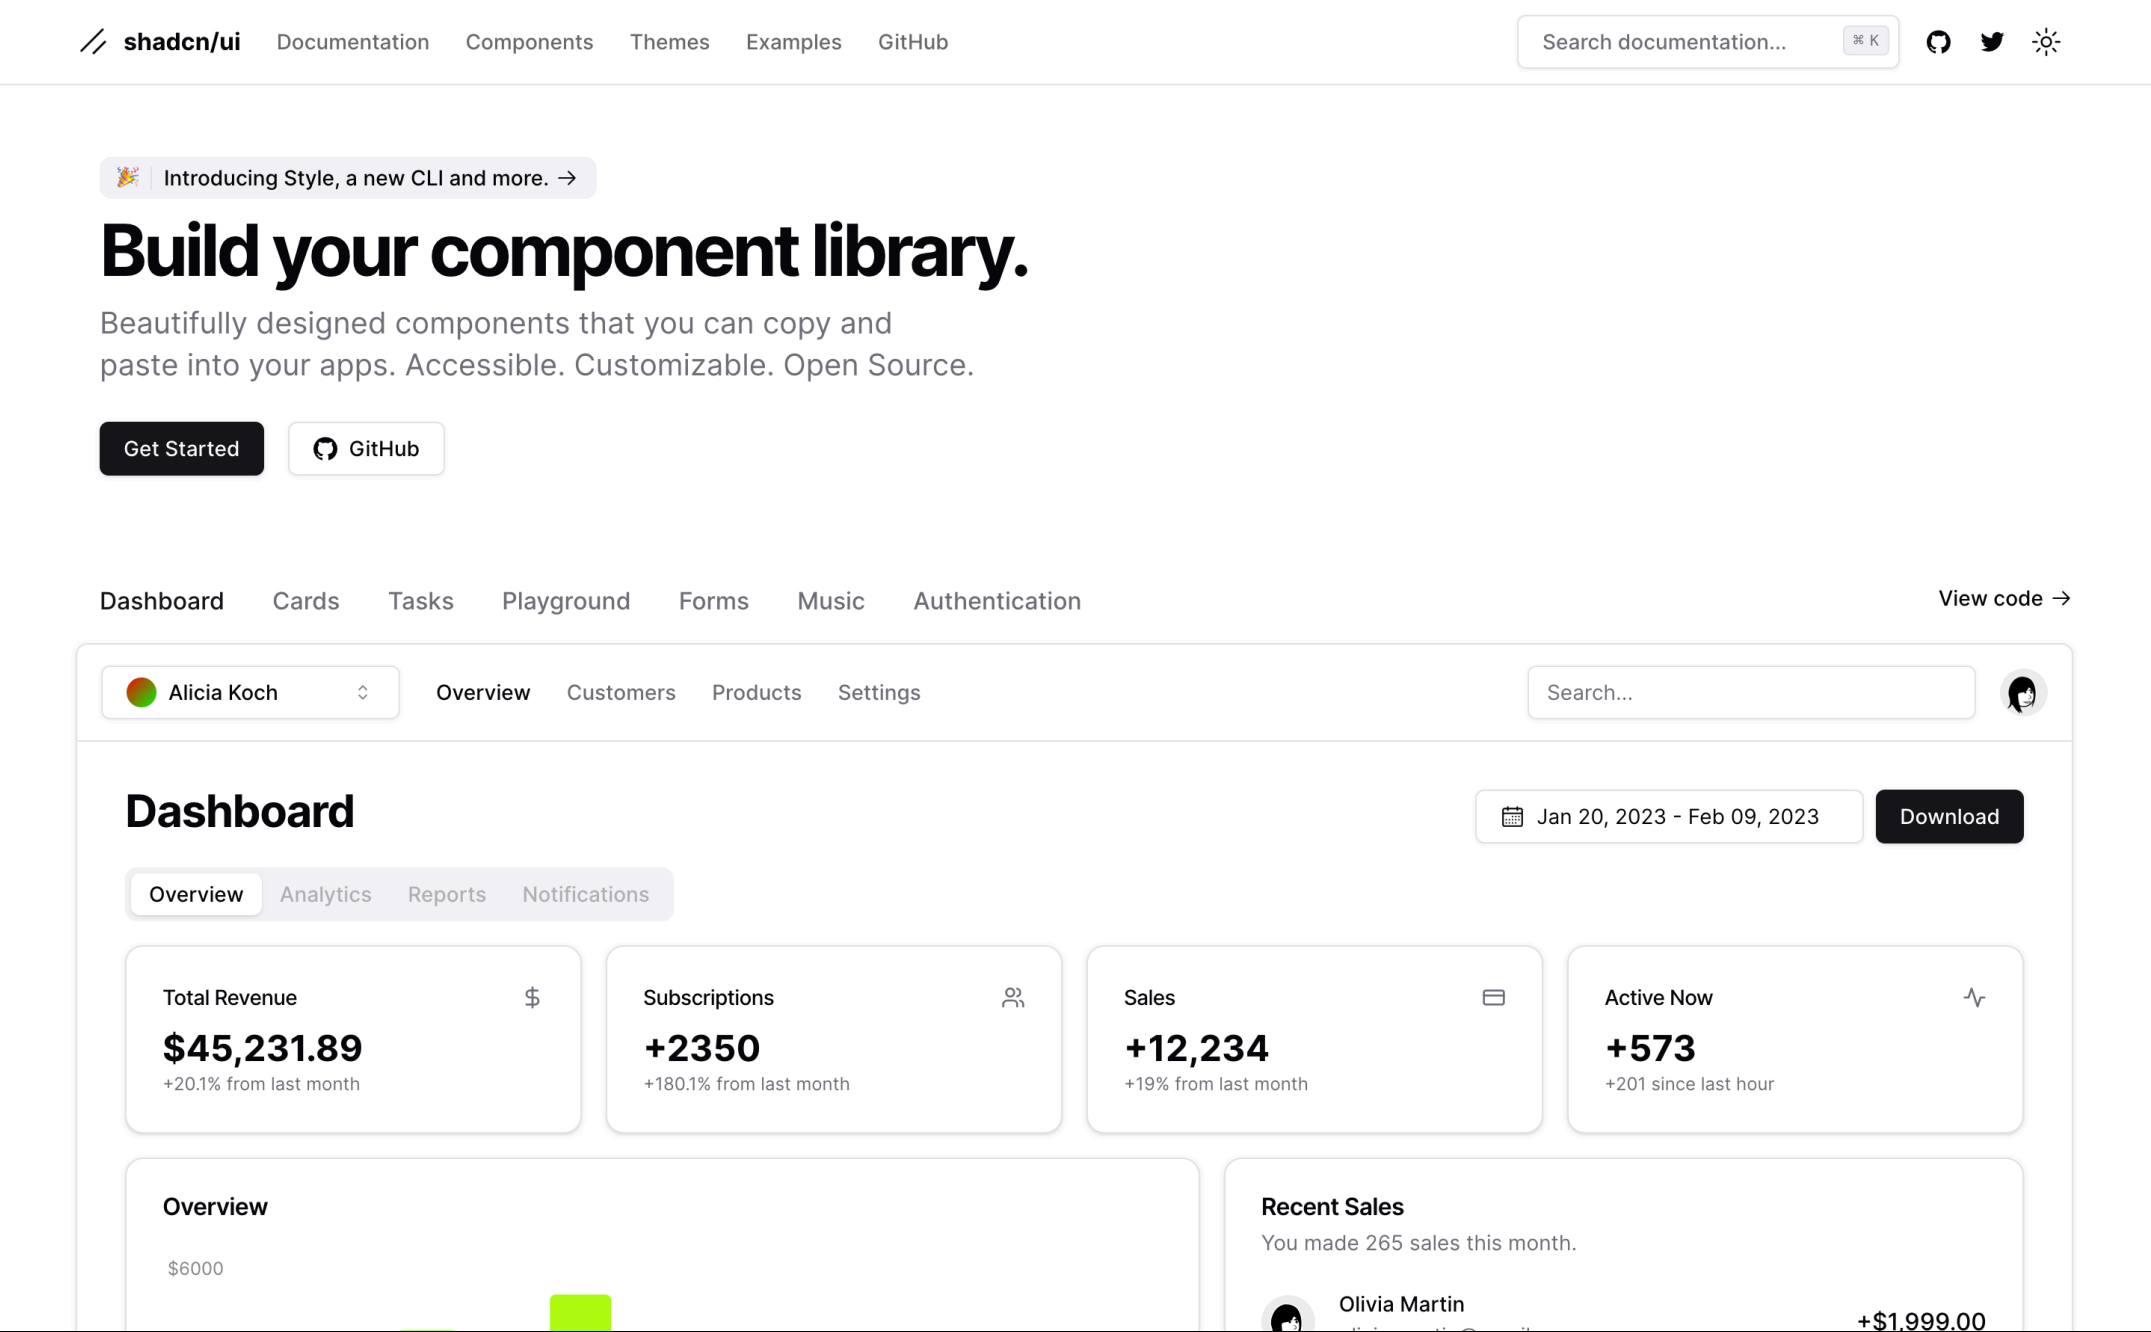 shadcn/ui Documentation Components Themes Examples GitHub Search documentation... ⌘ K
Introducing Style, a new CLI and more. →
Build your component library.
Beautifully designed components that you can copy and
paste into your apps. Accessible. Customizable. Open Source.
Get Started GitHub
Dashboard Cards Tasks Playground Forms Music Authentication View code →
Alicia Koch Overview Customers Products Settings Search...
Dashboard Jan 20, 2023 - Feb 09, 2023 Download
Overview Analytics Reports Notifications
Total Revenue $
$45,231.89
+20.1% from last month
Subscriptions
+2350
+180.1% from last month
Sales
+12,234
+19% from last month
Active Now
+573
+201 since last hour
Overview
$6000
Recent Sales
You made 265 sales this month.
Olivia Martin
+$1,999.00